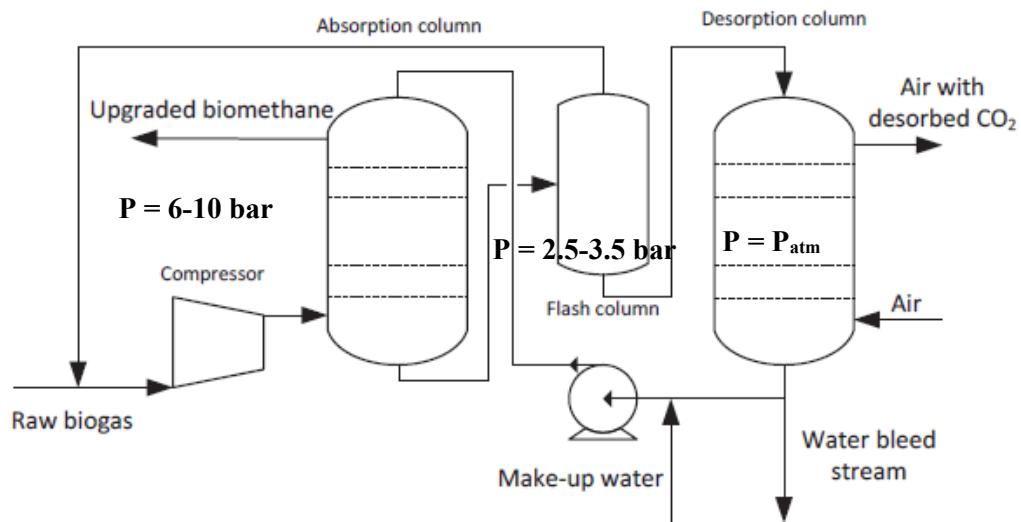 Absorption column
Desorption column
Upgraded biomethane
Air with
desorbed CO₂
P = 6-10 bar
P = 2.5-3.5 bar
P = Pₐₜₘ
Compressor
Flash column
Air
Raw biogas
Make-up water
Water bleed
stream